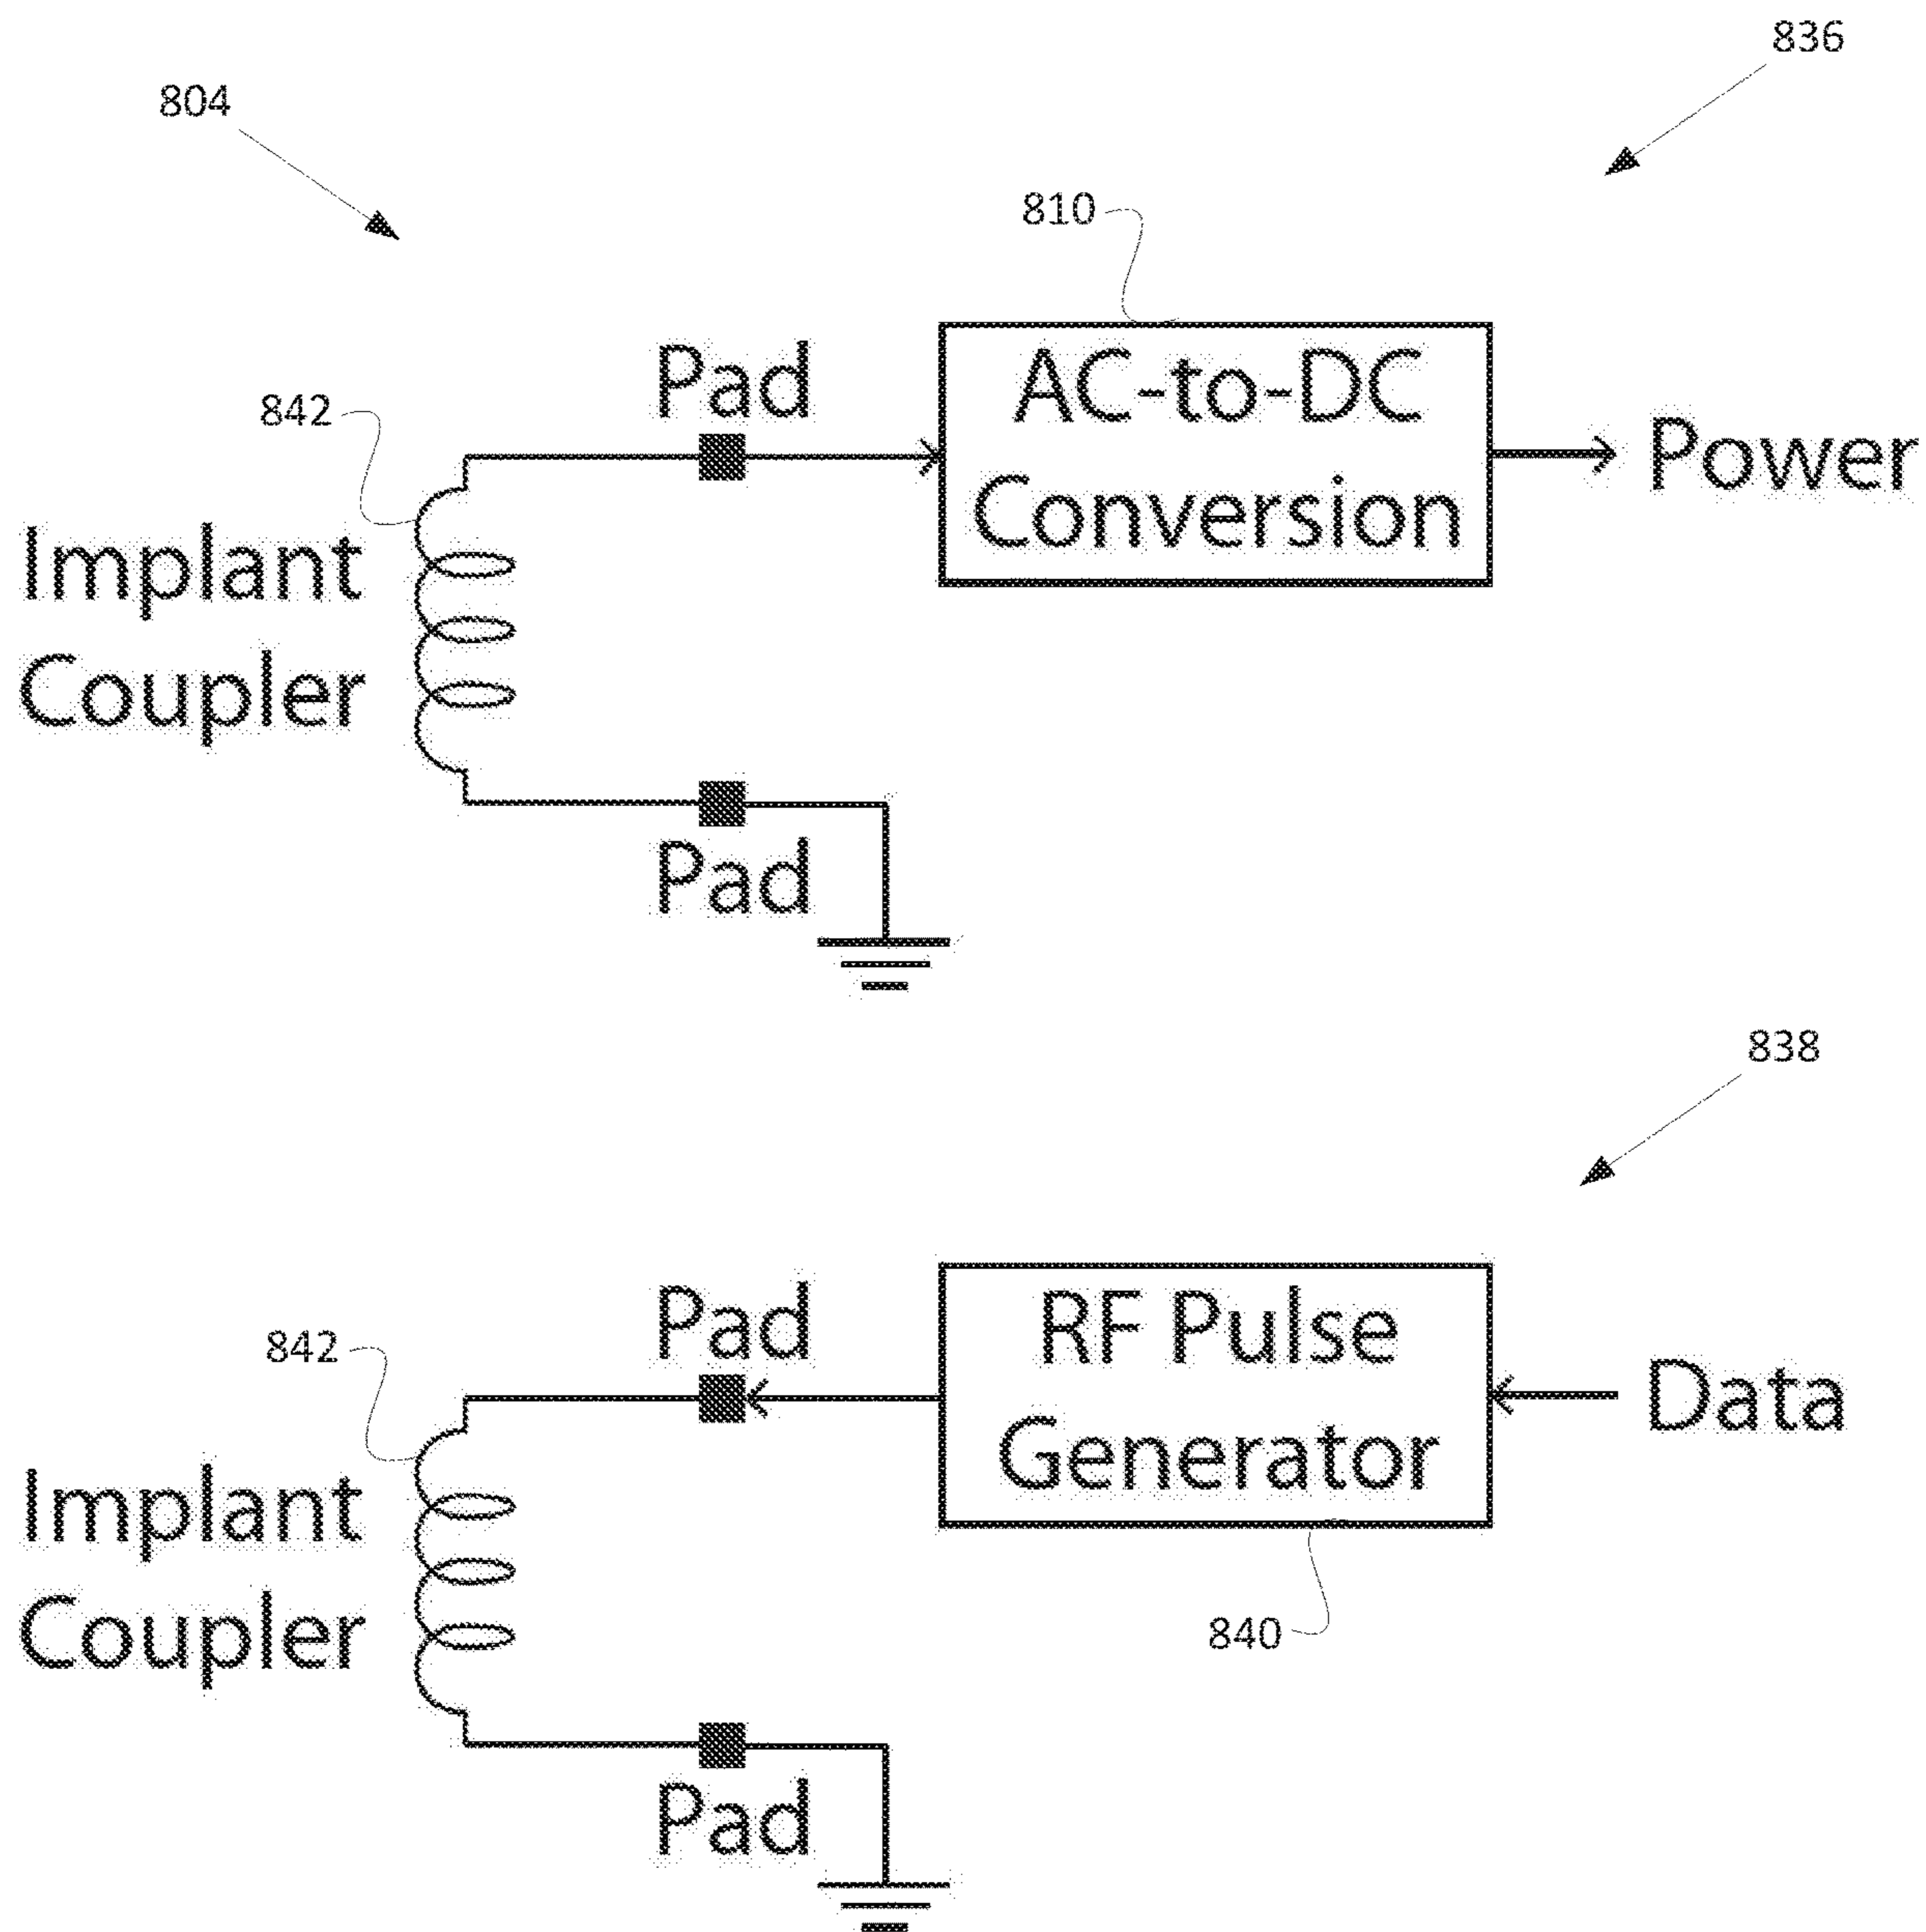 836
804
810
Pad
AC-to-DC
842
Power
Conversion
Implant
Coupler
Pad
838
Pad
RF Pulse
842
Data
Generator
Implant
Coupler
840
Pad